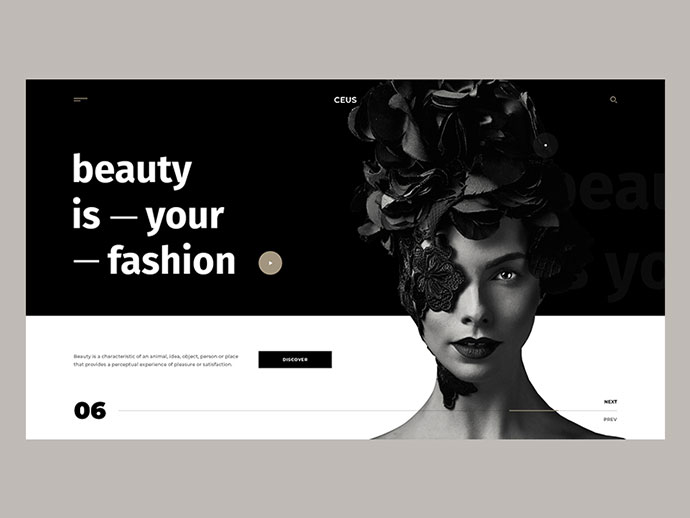 CEUS
beauty
is — your
— fashion
beau
s yo
Beauty is a characteristic of an animal, idea, object, person or place
that provides a perceptual experience of pleasure or satisfaction.
DISCOVER
06
NEXT
PREV